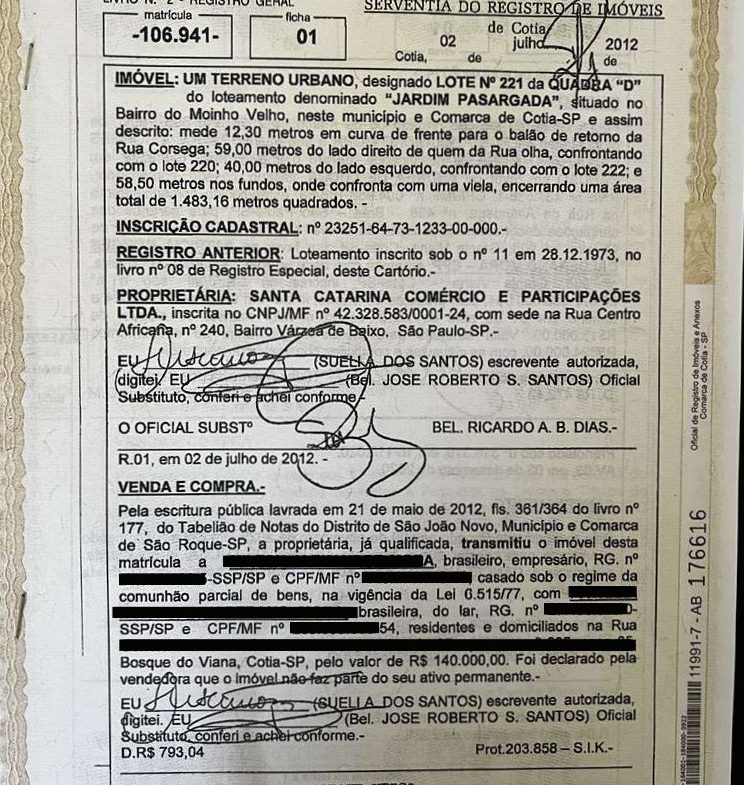 LIVRO N.º 2 - REGISTRO GERAL
SERVENTIA DO REGISTRO DE IMÓVEIS
matrícula
-106.941-
ficha
01
de Cotia
Cotia, 02 de julho de 2012
IMÓVEL: UM TERRENO URBANO, designado LOTE Nº 221 da QUADRA “D”
do loteamento denominado “JARDIM PASARGADA”, situado no
Bairro do Moinho Velho, neste município e Comarca de Cotia-SP e assim
descrito: mede 12,30 metros em curva de frente para o balão de retorno da
Rua Corsega; 59,00 metros do lado direito de quem da Rua olha, confrontando
com o lote 220; 40,00 metros do lado esquerdo, confrontando com o lote 222; e
58,50 metros nos fundos, onde confronta com uma viela, encerrando uma área
total de 1.483,16 metros quadrados. -
INSCRIÇÃO CADASTRAL: nº 23251-64-73-1233-00-000.-
REGISTRO ANTERIOR: Loteamento inscrito sob o nº 11 em 28.12.1973, no
livro nº 08 de Registro Especial, deste Cartório.-
PROPRIETÁRIA: SANTA CATARINA COMÉRCIO E PARTICIPAÇÕES
LTDA., inscrita no CNPJ/MF nº 42.328.583/0001-24, com sede na Rua Centro
Africana, nº 240, Bairro Várzea de Baixo, São Paulo-SP.-
EU (SUELI A. DOS SANTOS) escrevente autorizada,
digitei. EU (Bel. JOSE ROBERTO S. SANTOS) Oficial
Substituto, conferi e achei conforme.-
O OFICIAL SUBSTº BEL. RICARDO A. B. DIAS.-
R.01, em 02 de julho de 2012. -
VENDA E COMPRA.-
Pela escritura pública lavrada em 21 de maio de 2012, fls. 361/364 do livro nº
177, do Tabelião de Notas do Distrito de São João Novo, Município e Comarca
de São Roque-SP, a proprietária, já qualificada, transmitiu o imóvel desta
matrícula a A, brasileiro, empresário, RG. nº
-SSP/SP e CPF/MF nº casado sob o regime da
comunhão parcial de bens, na vigência da Lei 6.515/77, com
brasileira, do lar, RG. nº -
SSP/SP e CPF/MF nº 54, residentes e domiciliados na Rua
Bosque do Viana, Cotia-SP, pelo valor de R$ 140.000,00. Foi declarado pela
vendedora que o imóvel não faz parte do seu ativo permanente.-
EU (SUELI A. DOS SANTOS) escrevente autorizada,
digitei. EU (Bel. JOSE ROBERTO S. SANTOS) Oficial
Substituto, conferi e achei conforme.-
D.R$ 793,04 Prot.203.858 – S.I.K.-
Oficial de Registro de Imóveis e Anexos
Comarca de Cotia - SP
11991-7 - AB 176616